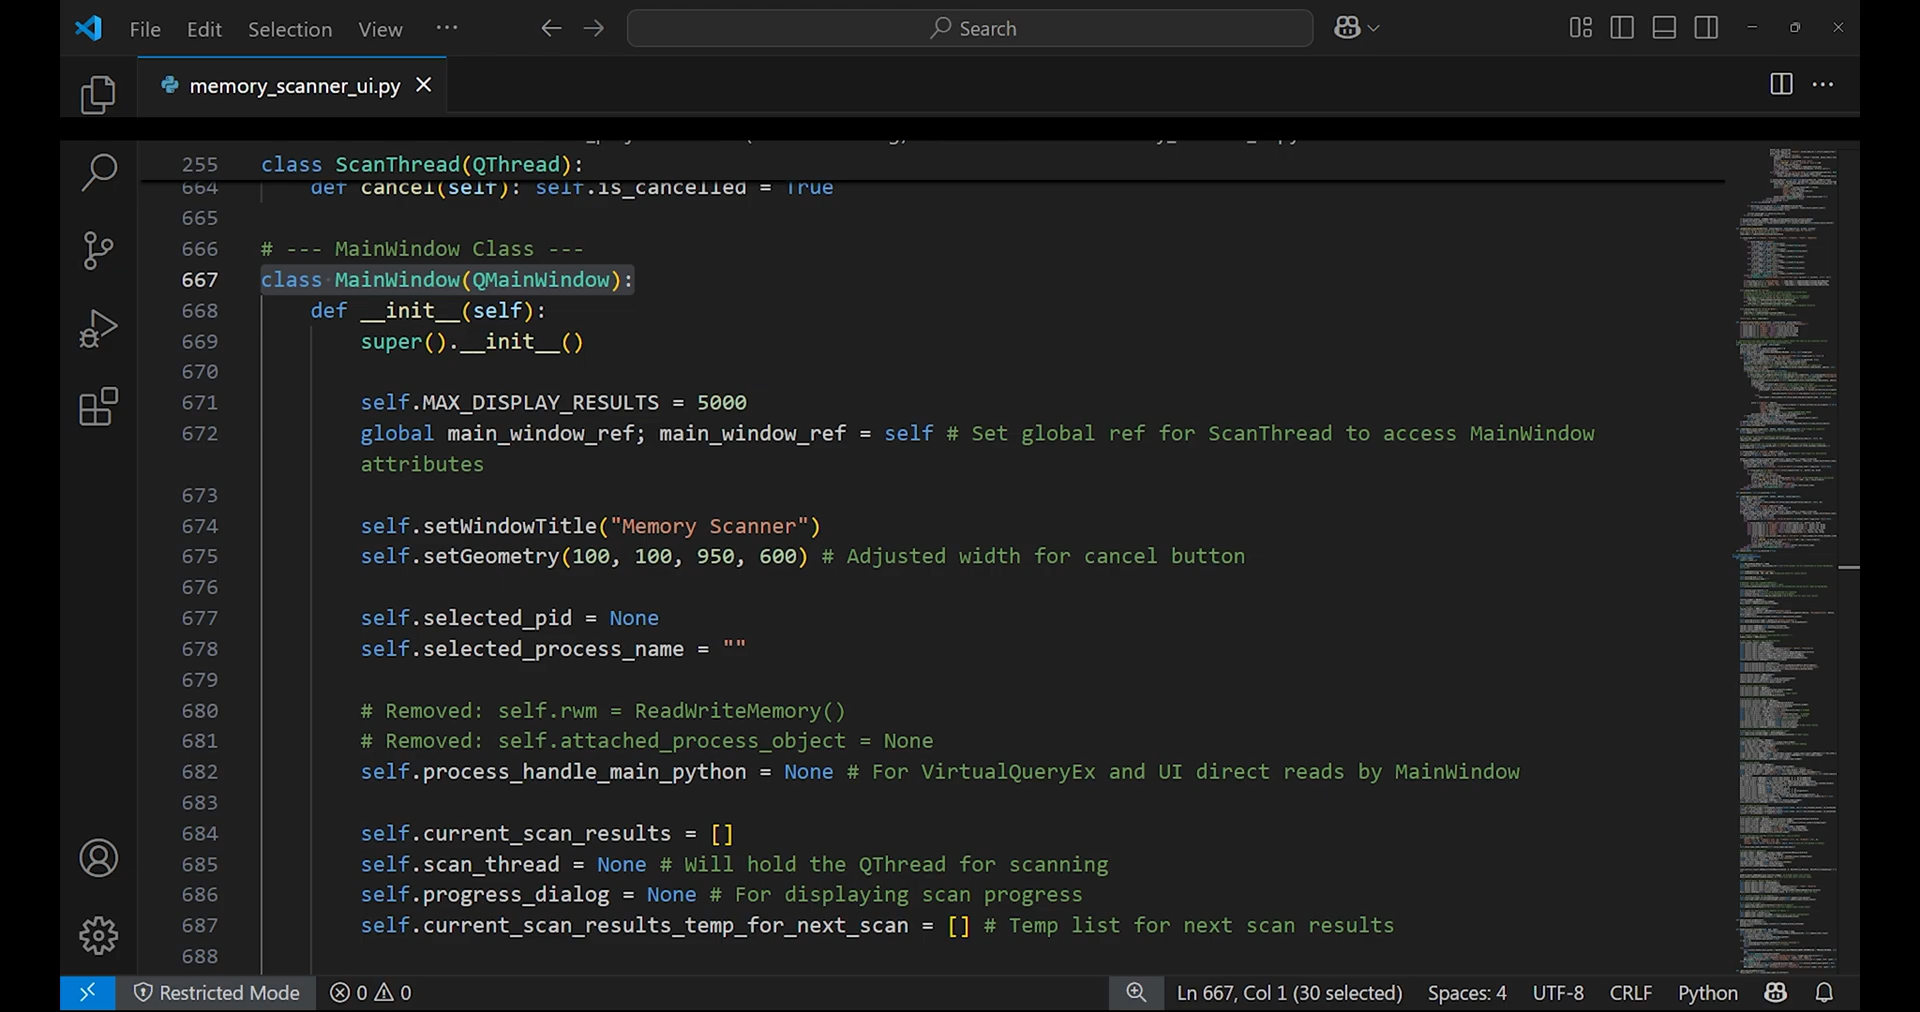 File Edit Selection View ··· Search
memory_scanner_ui.py
255 class ScanThread(QThread):
664 def cancel(self): self.is_cancelled = True
665
666 # --- MainWindow Class ---
667 class MainWindow(QMainWindow):
668 def __init__(self):
669 super().__init__()
670
671 self.MAX_DISPLAY_RESULTS = 5000
672 global main_window_ref; main_window_ref = self # Set global ref for ScanThread to access MainWindow
attributes
673
674 self.setWindowTitle("Memory Scanner")
675 self.setGeometry(100, 100, 950, 600) # Adjusted width for cancel button
676
677 self.selected_pid = None
678 self.selected_process_name = ""
679
680 # Removed: self.rwm = ReadWriteMemory()
681 # Removed: self.attached_process_object = None
682 self.process_handle_main_python = None # For VirtualQueryEx and UI direct reads by MainWindow
683
684 self.current_scan_results = []
685 self.scan_thread = None # Will hold the QThread for scanning
686 self.progress_dialog = None # For displaying scan progress
687 self.current_scan_results_temp_for_next_scan = [] # Temp list for next scan results
688
Restricted Mode 0 0 Ln 667, Col 1 (30 selected) Spaces: 4 UTF-8 CRLF Python